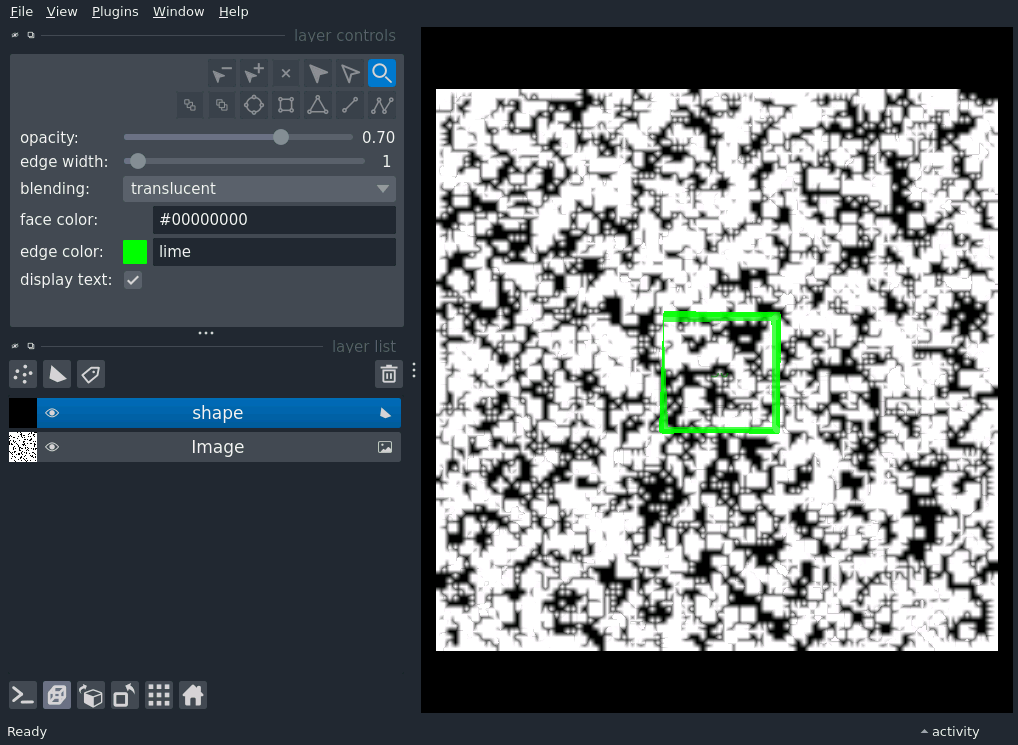 File View Plugins Window Help
layer controls
opacity: 0.70
edge width: 1
blending: translucent
face color: #00000000
edge color: lime
display text:
layer list
shape
Image
Ready
activity